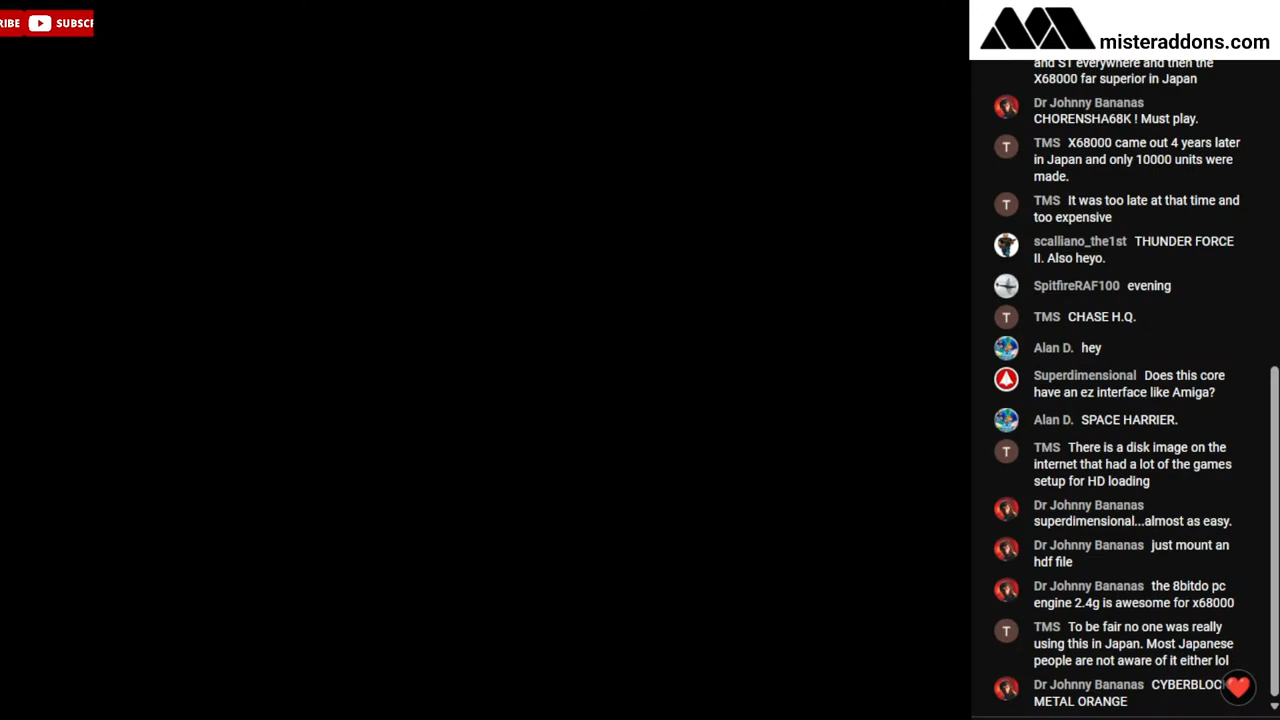 RIBE SUBSCR
misteraddons.com
and ST everywhere and then the
X68000 far superior in Japan
Dr Johnny Bananas
CHORENSHA68K ! Must play.
T TMS X68000 came out 4 years later
in Japan and only 10000 units were
made.
T TMS It was too late at that time and
too expensive
scalliano_the1st THUNDER FORCE
II. Also heyo.
SpitfireRAF100 evening
T TMS CHASE H.Q.
Alan D. hey
Superdimensional Does this core
have an ez interface like Amiga?
Alan D. SPACE HARRIER.
T TMS There is a disk image on the
internet that had a lot of the games
setup for HD loading
Dr Johnny Bananas
superdimensional...almost as easy.
Dr Johnny Bananas just mount an
hdf file
Dr Johnny Bananas the 8bitdo pc
engine 2.4g is awesome for x68000
T TMS To be fair no one was really
using this in Japan. Most Japanese
people are not aware of it either lol
Dr Johnny Bananas CYBERBLOC
METAL ORANGE